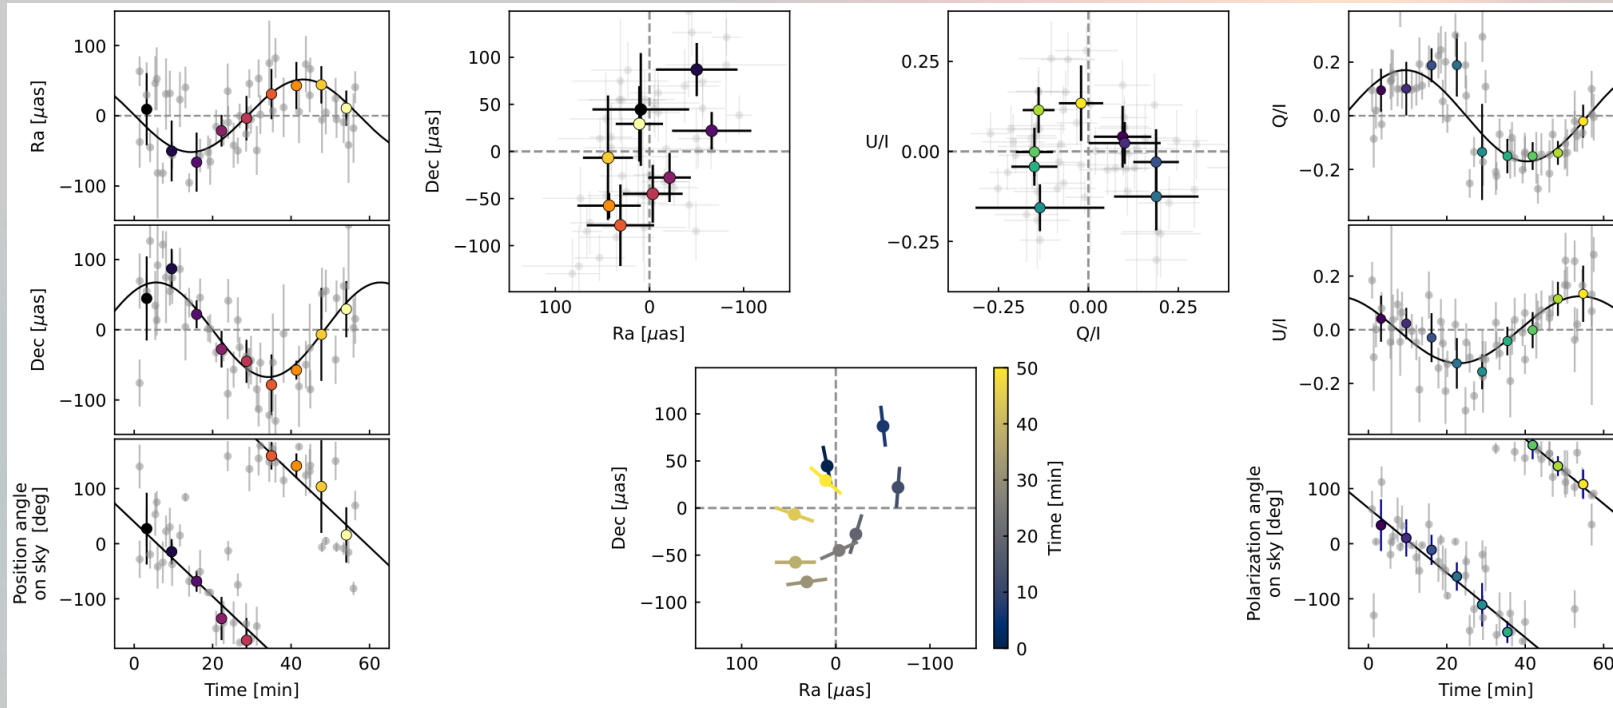 Ra [μas]
100
0
−100
Dec [μas]
100
0
−100
Position angle
on sky [deg]
100
0
−100
0 20 40 60
Time [min]
Dec [μas]
100
50
0
−50
−100
100 0 −100
Ra [μas]
U/I
0.25
0.00
−0.25
−0.25 0.00 0.25
Q/I
Dec [μas]
100
50
0
−50
−100
100 0 −100
Ra [μas]
50
40
30
20
10
0
Time [min]
Q/I
0.2
0.0
−0.2
U/I
0.2
0.0
−0.2
Polarization angle
on sky [deg]
100
0
−100
0 20 40 60
Time [min]